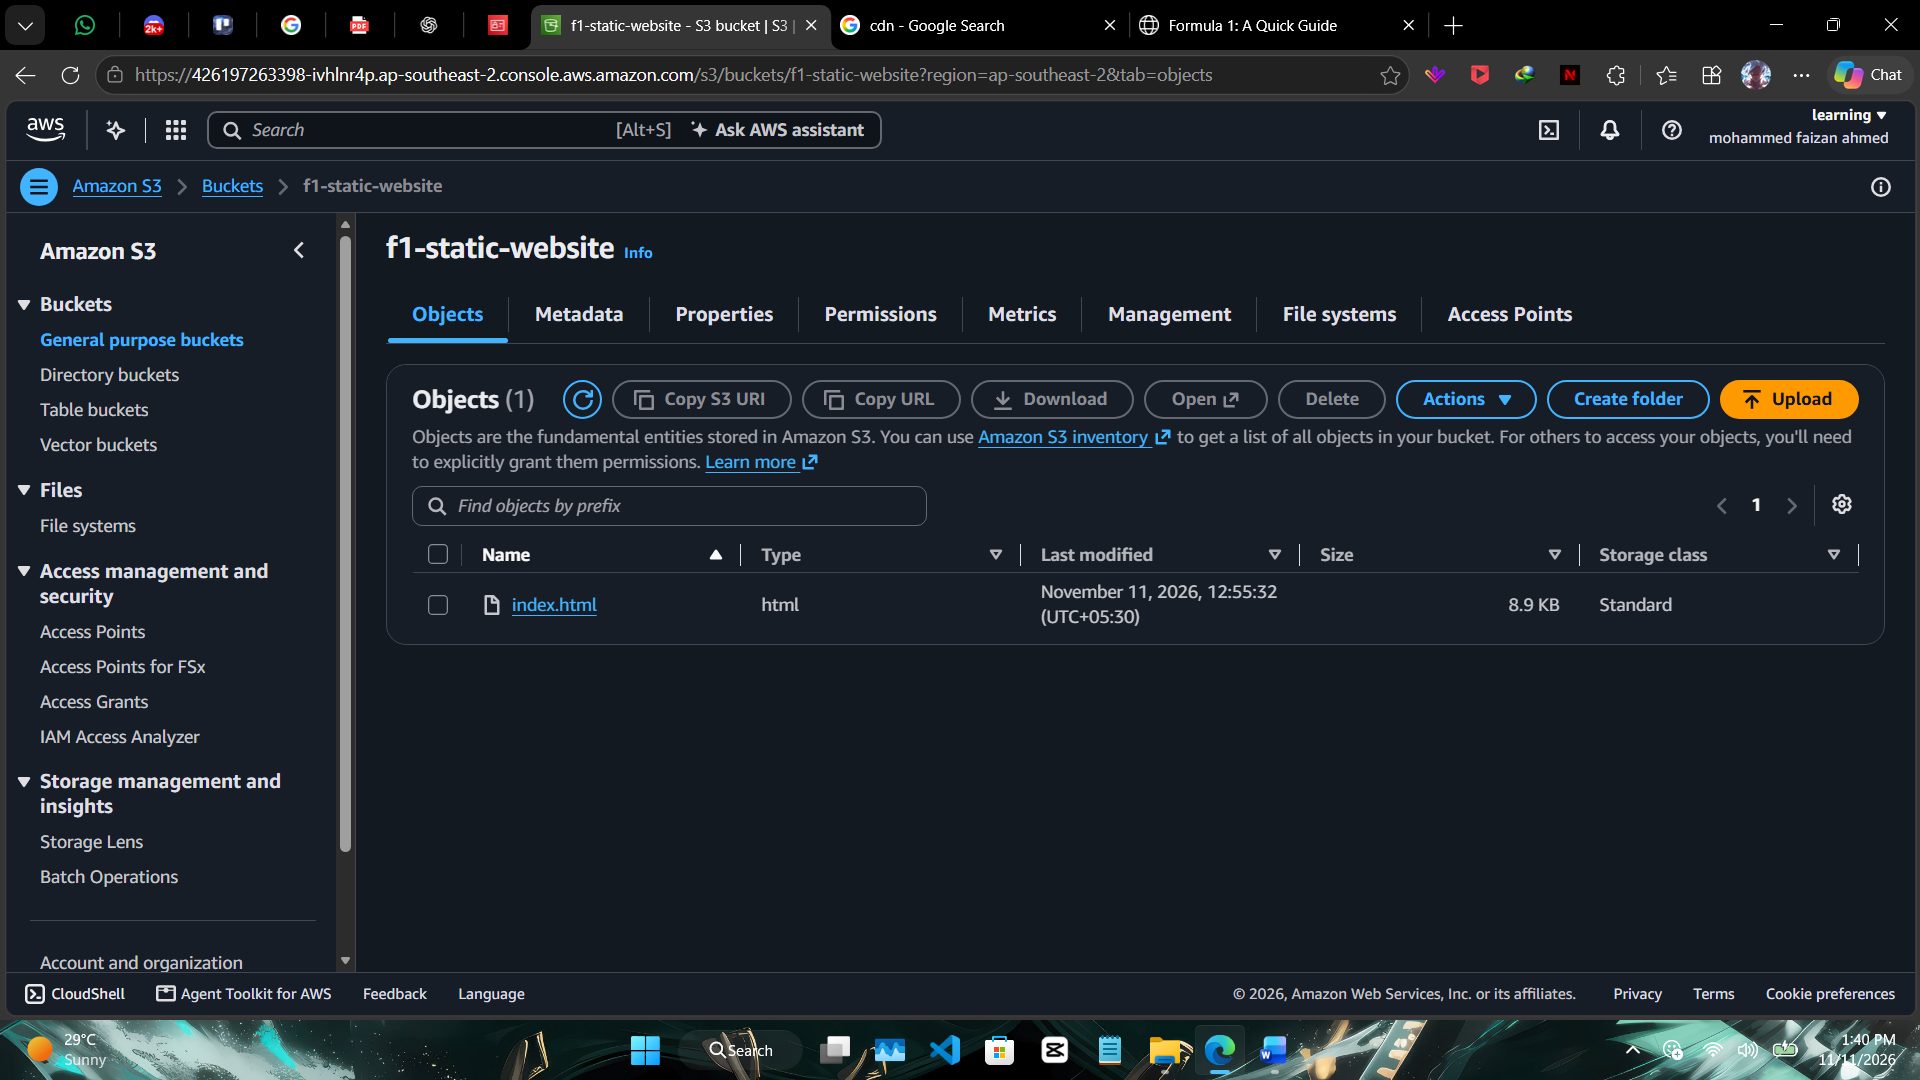 2k+
PDF
f1-static-website - S3 bucket | S3 |
cdn - Google Search
Formula 1: A Quick Guide
https://426197263398-ivhlnr4p.ap-southeast-2.console.aws.amazon.com/s3/buckets/f1-static-website?region=ap-southeast-2&tab=objects
N
Chat
aws
Search
[Alt+S]
Ask AWS assistant
learning
mohammed faizan ahmed
Amazon S3
Buckets
f1-static-website
Amazon S3
Buckets
General purpose buckets
Directory buckets
Table buckets
Vector buckets
Files
File systems
Access management and
security
Access Points
Access Points for FSx
Access Grants
IAM Access Analyzer
Storage management and
insights
Storage Lens
Batch Operations
Account and organization
f1-static-website Info
Objects
Metadata
Properties
Permissions
Metrics
Management
File systems
Access Points
Objects (1)
Copy S3 URI
Copy URL
Download
Open
Delete
Actions
Create folder
Upload
Objects are the fundamental entities stored in Amazon S3. You can use Amazon S3 inventory to get a list of all objects in your bucket. For others to access your objects, you'll need
to explicitly grant them permissions. Learn more
Find objects by prefix
1
Name
Type
Last modified
Size
Storage class
index.html
html
November 11, 2026, 12:55:32
(UTC+05:30)
8.9 KB
Standard
CloudShell
Agent Toolkit for AWS
Feedback
Language
© 2026, Amazon Web Services, Inc. or its affiliates.
Privacy
Terms
Cookie preferences
29°C
Sunny
Search
W
1:40 PM
11/11/2026